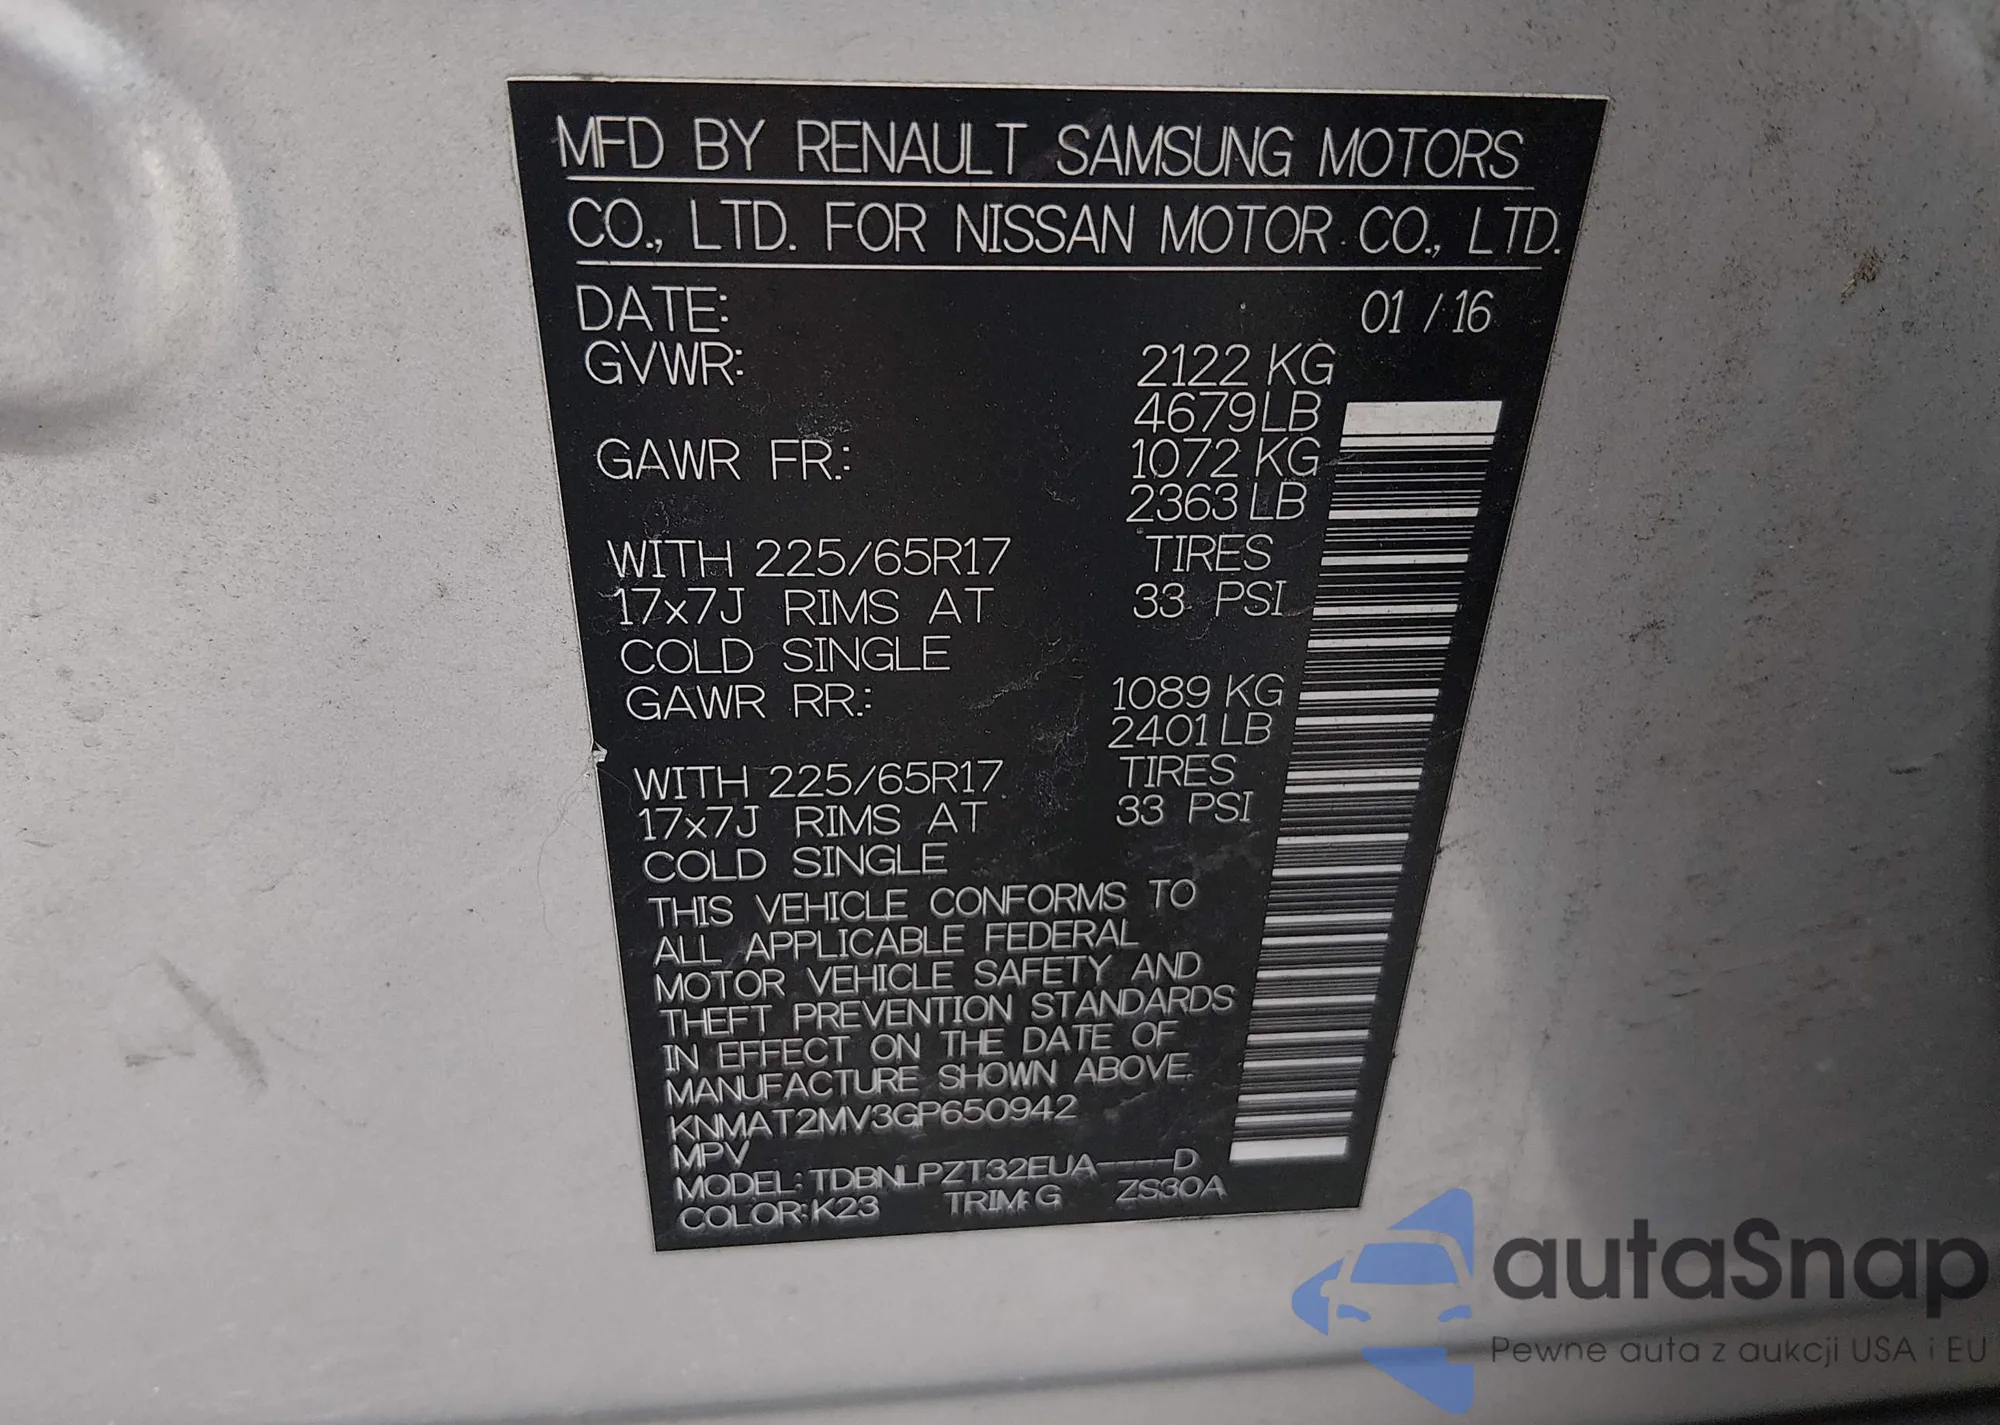 MFD BY RENAULT SAMSUNG MOTORS
CO., LTD. FOR NISSAN MOTOR CO., LTD.
DATE: 01 / 16
GVWR: 2122 KG
4679 LB
GAWR FR.: 1072 KG
2363 LB
WITH 225/65R17 TIRES
17x7J RIMS AT 33 PSI
COLD SINGLE
GAWR RR.: 1089 KG
2401 LB
WITH 225/65R17 TIRES
17x7J RIMS AT 33 PSI
COLD SINGLE
THIS VEHICLE CONFORMS TO
ALL APPLICABLE FEDERAL
MOTOR VEHICLE SAFETY AND
THEFT PREVENTION STANDARDS
IN EFFECT ON THE DATE OF
MANUFACTURE SHOWN ABOVE.
KNMAT2MV3GP650942
MPV
MODEL: TDBNLPZT32EUA----D
COLOR: K23 TRIM: G ZS30A
autaSnap
Pewne auta z aukcji USA i EU